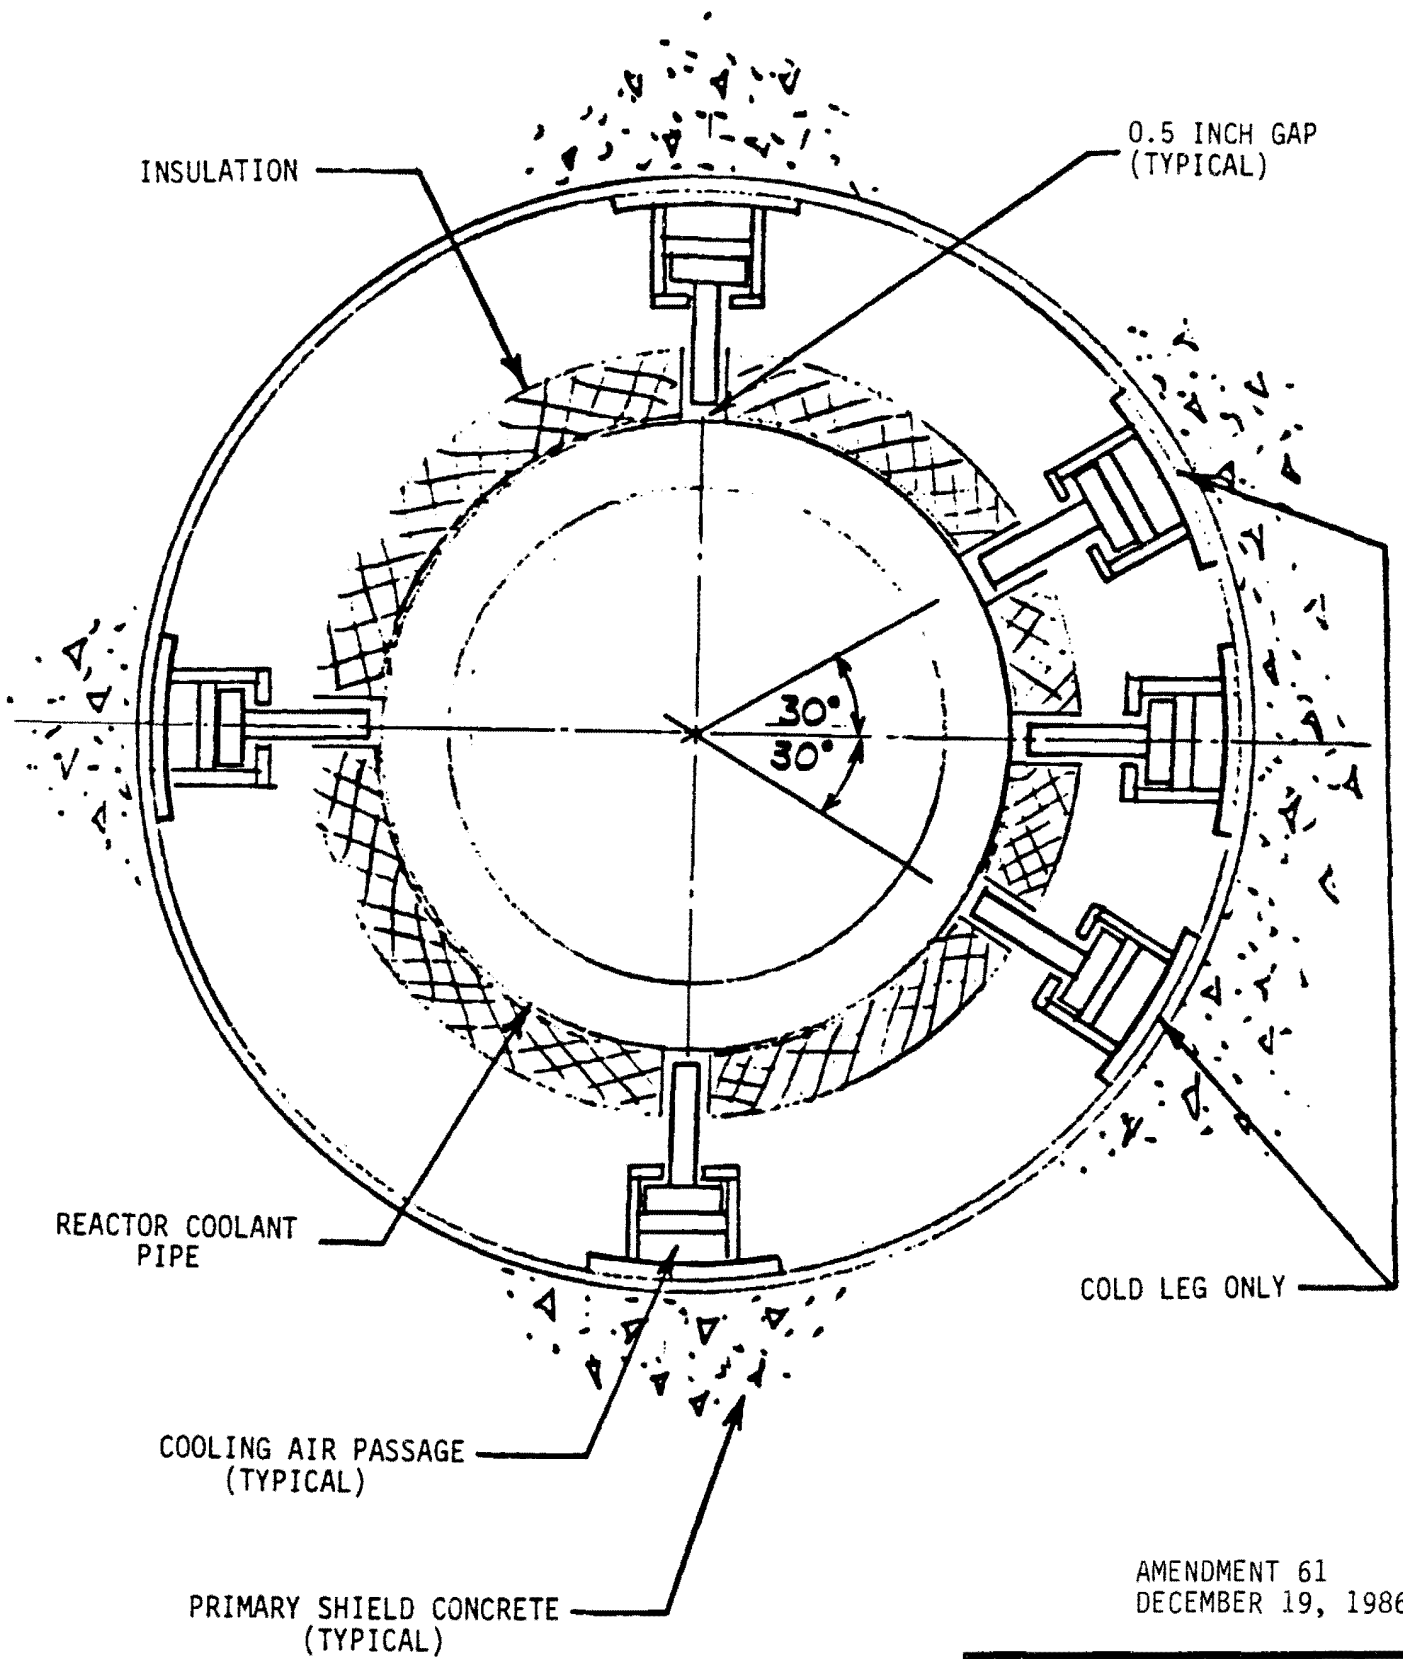 INSULATION
0.5 INCH GAP
(TYPICAL)
30°
30°
REACTOR COOLANT
PIPE
COLD LEG ONLY
COOLING AIR PASSAGE
(TYPICAL)
PRIMARY SHIELD CONCRETE
(TYPICAL)
AMENDMENT 61
DECEMBER 19, 1986